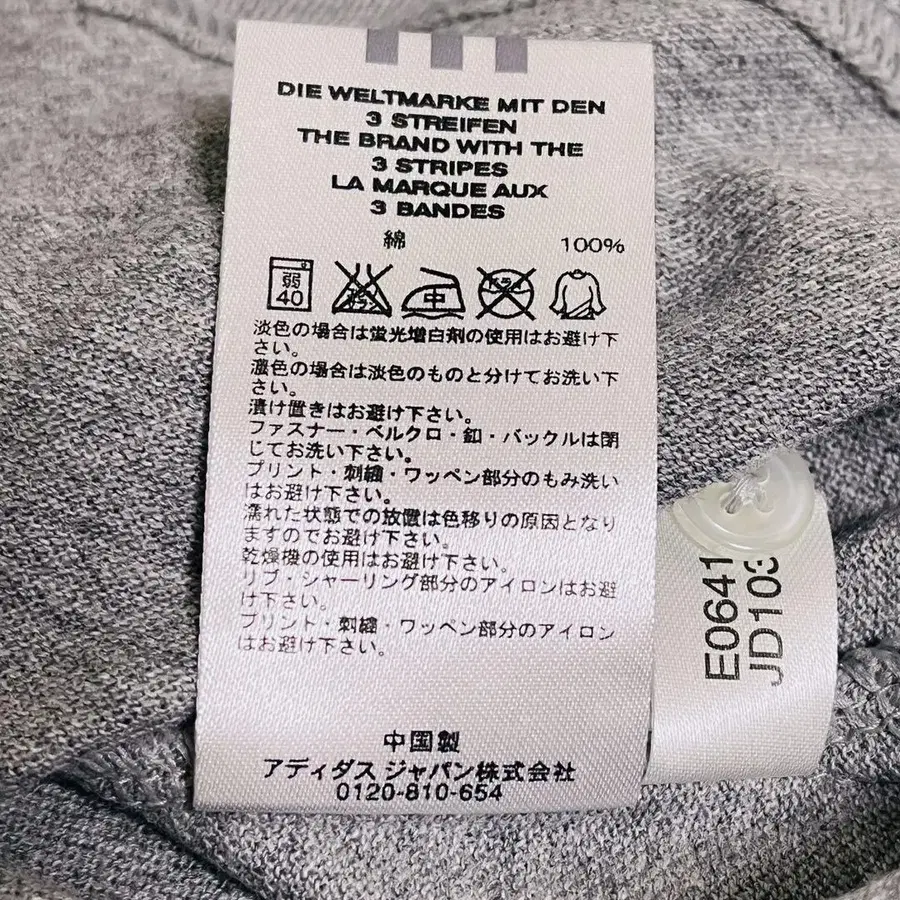 DIE WELTMARKE MIT DEN
3 STREIFEN
THE BRAND WITH THE
3 STRIPES
LA MARQUE AUX
3 BANDES
綿 100%
弱
40
中
淡色の場合は蛍光増白剤の使用はお避け下
さい。
濃色の場合は淡色のものと分けてお洗い下
さい。
漬け置きはお避け下さい。
ファスナー・ベルクロ・釦・バックルは閉
じてお洗い下さい。
プリント・刺繍・ワッペン部分のもみ洗い
はお避け下さい。
濡れた状態での放置は色移りの原因となり
ますのでお避け下さい。
乾燥機の使用はお避け下さい。
リブ・シャーリング部分のアイロンはお避
け下さい。
プリント・刺繍・ワッペン部分のアイロン
はお避け下さい。
中国製
アディダス ジャパン株式会社
0120-810-654
E0641
JD103